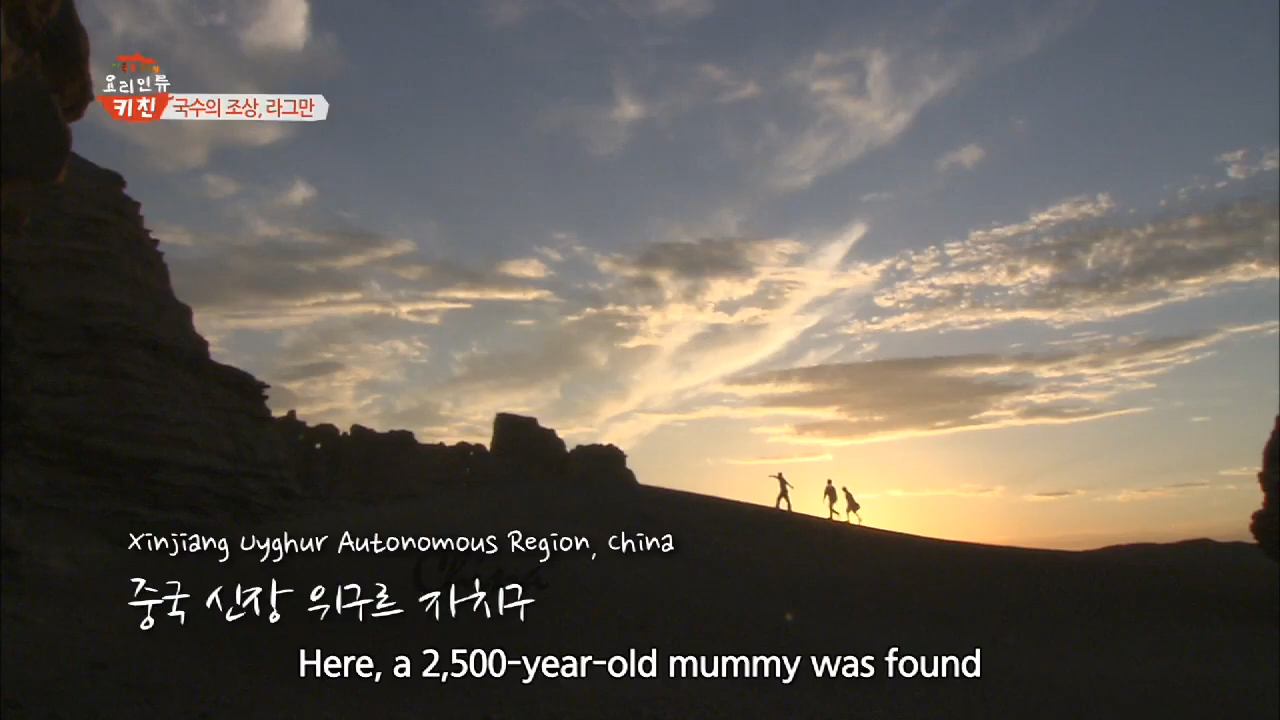 요리인류
키친
국수의 조상, 라그만
Xinjiang Uyghur Autonomous Region, China
중국 신장 위구르 자치구
Here, a 2,500-year-old mummy was found